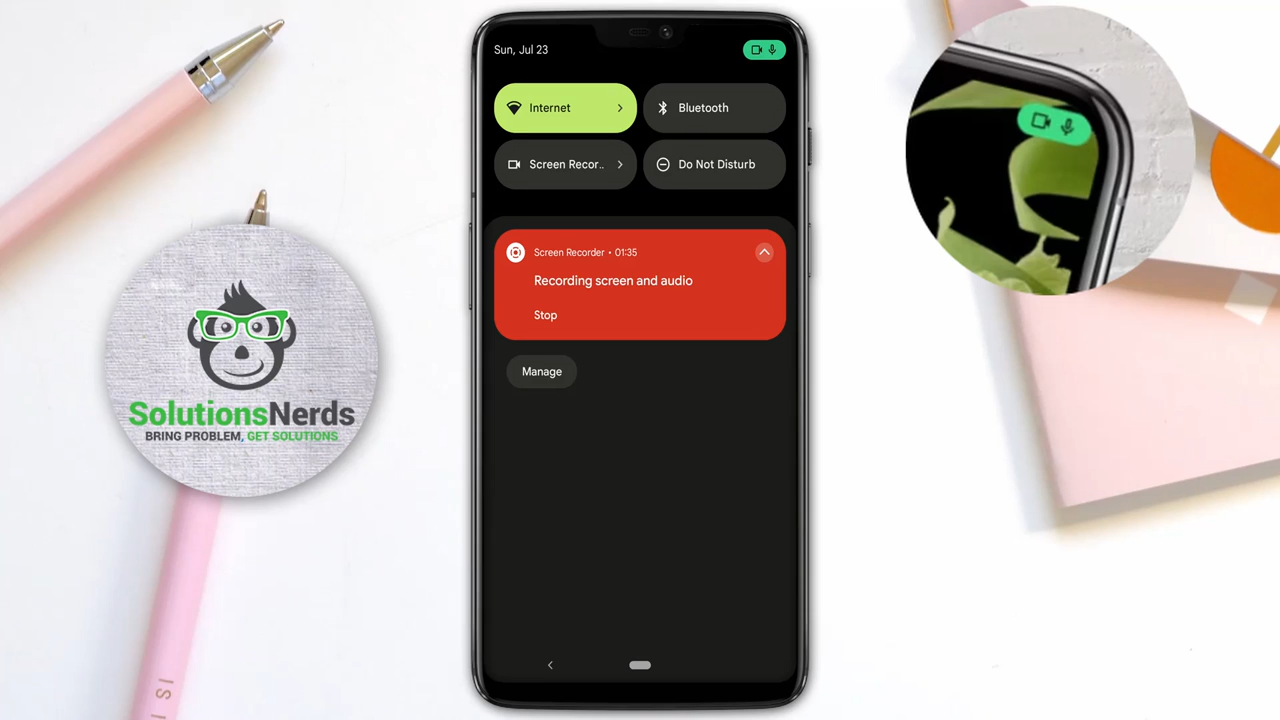 Sun, Jul 23
Internet
Bluetooth
Screen Recor..
Do Not Disturb
Screen Recorder • 01:35
Recording screen and audio
Stop
Manage
SolutionsNerds
BRING PROBLEM, GET SOLUTIONS
IS I